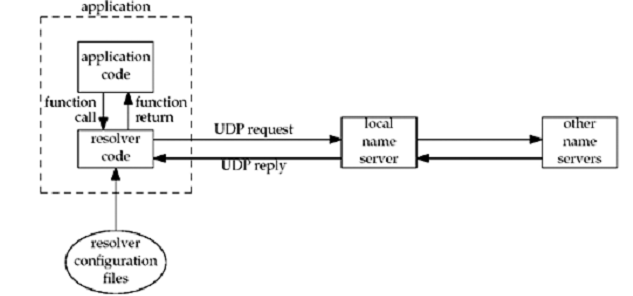 application
application
code
function
call
function
return
resolver
code
UDP request
UDP reply
local
name
server
other
name
servers
resolver
configuration
files